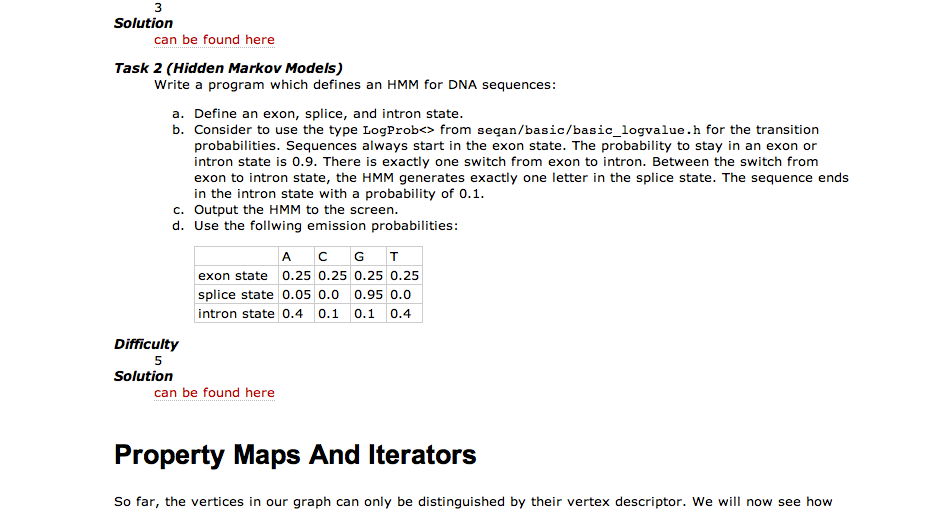 3
Solution
can be found here
Task 2 (Hidden Markov Models)
Write a program which defines an HMM for DNA sequences:
a. Define an exon, splice, and intron state.
b. Consider to use the type LogProb<> from seqan/basic/basic_logvalue.h for the transition
probabilities. Sequences always start in the exon state. The probability to stay in an exon or
intron state is 0.9. There is exactly one switch from exon to intron. Between the switch from
exon to intron state, the HMM generates exactly one letter in the splice state. The sequence ends
in the intron state with a probability of 0.1.
c. Output the HMM to the screen.
d. Use the follwing emission probabilities:
A C G T
exon state 0.25 0.25 0.25 0.25
splice state 0.05 0.0 0.95 0.0
intron state 0.4 0.1 0.1 0.4
Difficulty
5
Solution
can be found here
Property Maps And Iterators
So far, the vertices in our graph can only be distinguished by their vertex descriptor. We will now see how